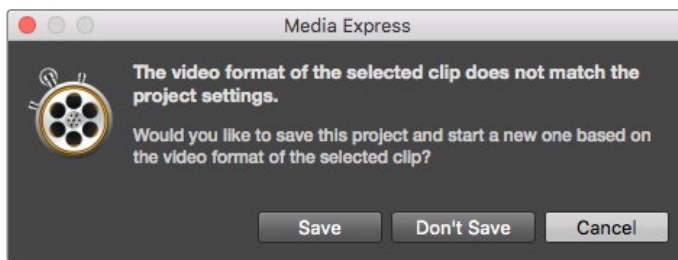 Media Express
The video format of the selected clip does not match the
project settings.
Would you like to save this project and start a new one based on
the video format of the selected clip?
Save Don't Save Cancel